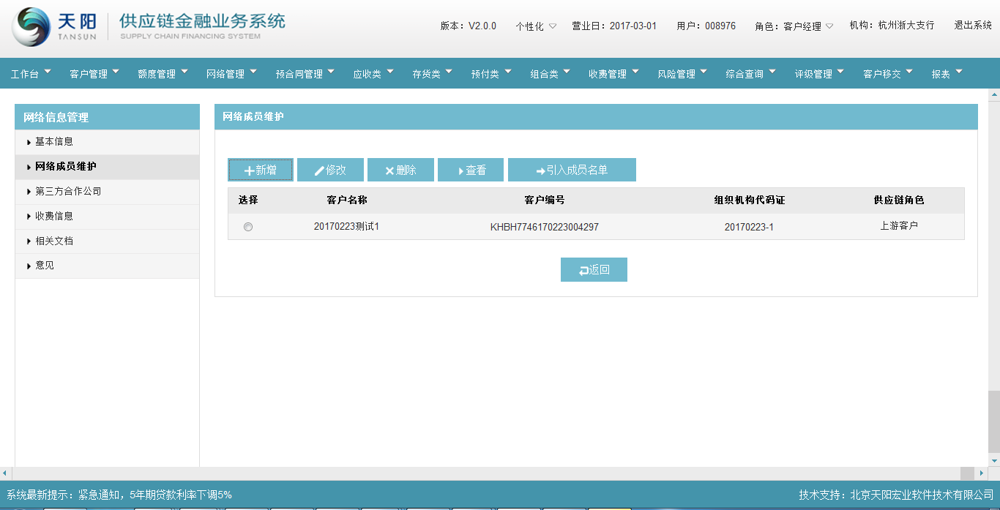 天阳 TANSUN 供应链金融业务系统 SUPPLY CHAIN FINANCING SYSTEM
版本：V2.0.0 个性化 营业日：2017-03-01 用户：008976 角色：客户经理 机构：杭州浙大支行 退出系统
工作台 客户管理 额度管理 网络管理 预合同管理 应收类 存货类 预付类 组合类 收费管理 风险管理 综合查询 评级管理 客户移交 报表
网络信息管理
基本信息
网络成员维护
第三方合作公司
收费信息
相关文档
意见
网络成员维护
新增 修改 删除 查看 引入成员名单
选择 客户名称 客户编号 组织机构代码证 供应链角色
20170223测试1 KHBH7746170223004297 20170223-1 上游客户
返回
系统最新提示：紧急通知，5年期贷款利率下调5% 技术支持：北京天阳宏业软件技术有限公司